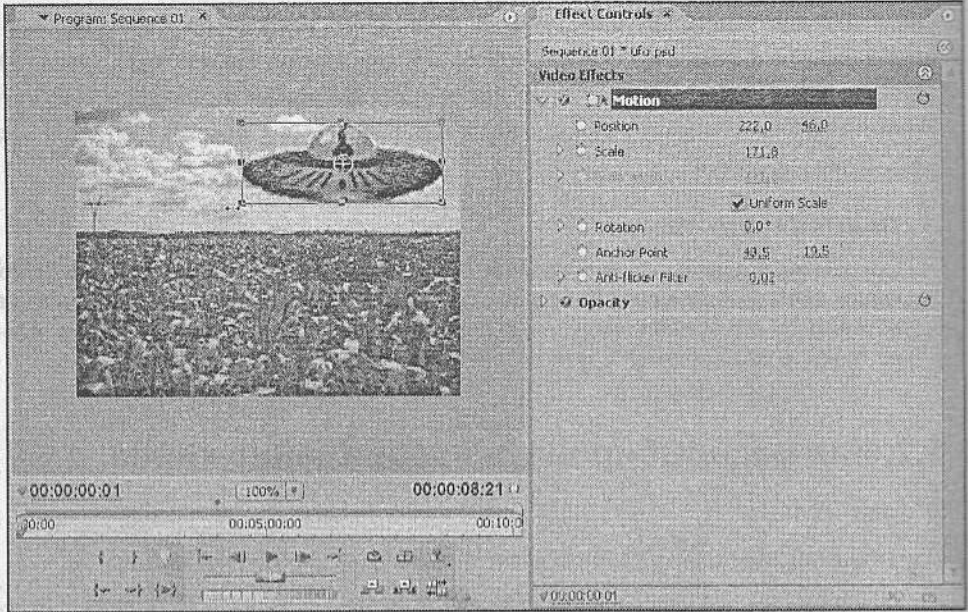 Program: Sequence 01 ×
00:00:00:01
100%
00:00:08:21
00:00
00:05:00:00
00:10:0
Effect Controls ×
Sequence 01 * ufo.psd
Video Effects
Motion
Position 222,0 46,0
Scale 171,8
Uniform Scale
Rotation 0,0°
Anchor Point 49,5 19,5
Anti-flicker Filter 0,02
Opacity
00:00:00:01